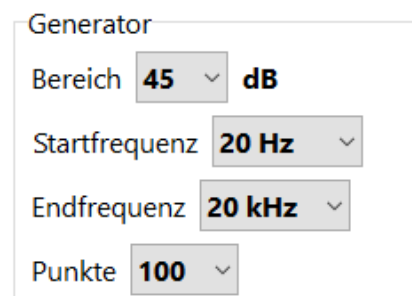 Generator
Bereich 45 dB
Startfrequenz 20 Hz
Endfrequenz 20 kHz
Punkte 100